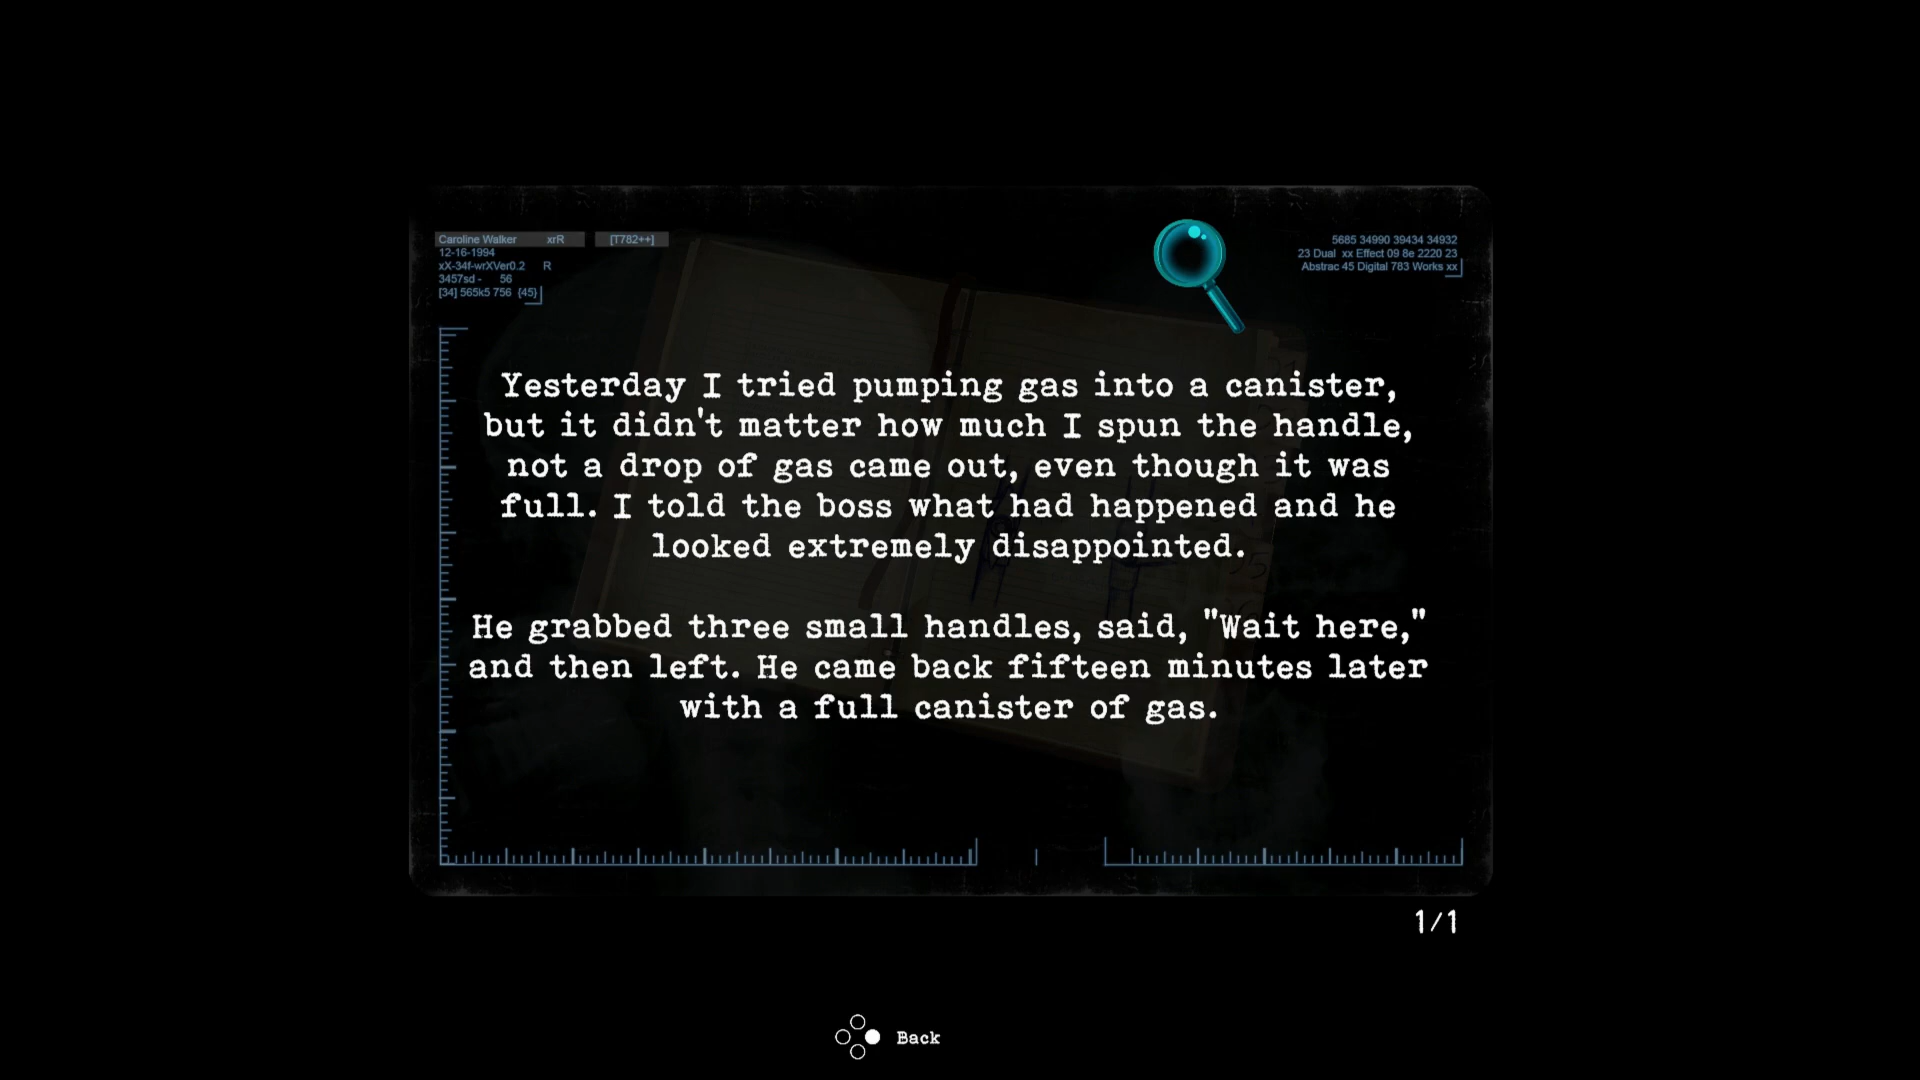 Caroline Walker xrR [T782++]
12-16-1994
xX-34f-wrXVer0.2 R
3457sd - 56
[34] 565k5 756 {45}
5685 34990 39434 34932
23 Dual xx Effect 09 8e 2220 23
Abstrac 45 Digital 783 Works xx
Yesterday I tried pumping gas into a canister,
but it didn't matter how much I spun the handle,
not a drop of gas came out, even though it was
full. I told the boss what had happened and he
looked extremely disappointed.
He grabbed three small handles, said, "Wait here,"
and then left. He came back fifteen minutes later
with a full canister of gas.
1/1
Back